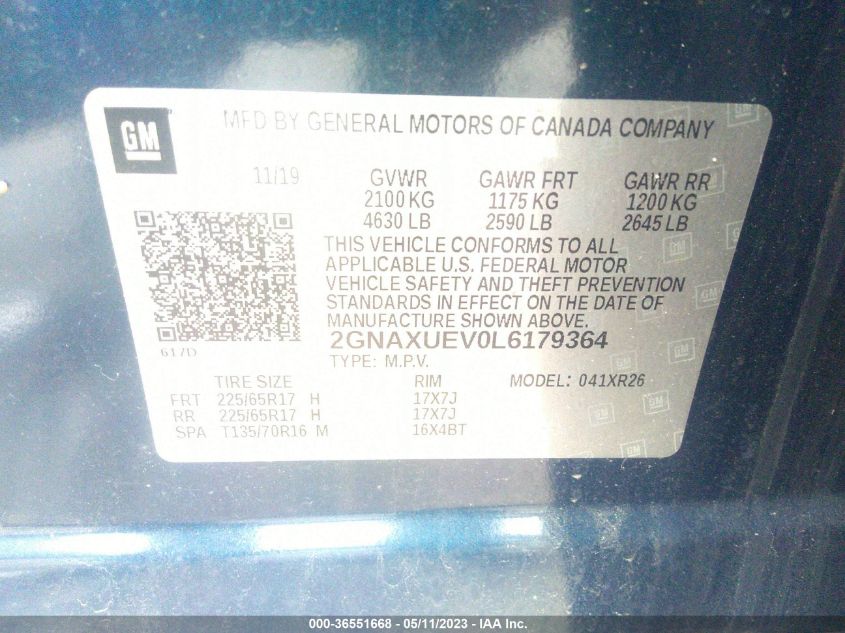 GM
MFD BY GENERAL MOTORS OF CANADA COMPANY
11/19 GVWR GAWR FRT GAWR RR
2100 KG 1175 KG 1200 KG
4630 LB 2590 LB 2645 LB
THIS VEHICLE CONFORMS TO ALL
APPLICABLE U.S. FEDERAL MOTOR
VEHICLE SAFETY AND THEFT PREVENTION
STANDARDS IN EFFECT ON THE DATE OF
MANUFACTURE SHOWN ABOVE.
617D
2GNAXUEV0L6179364
TYPE: M.P.V.
TIRE SIZE RIM MODEL: 041XR26
FRT 225/65R17 H 17X7J
RR 225/65R17 H 17X7J
SPA T135/70R16 M 16X4BT
000-36551668 - 05/11/2023 - IAA Inc.